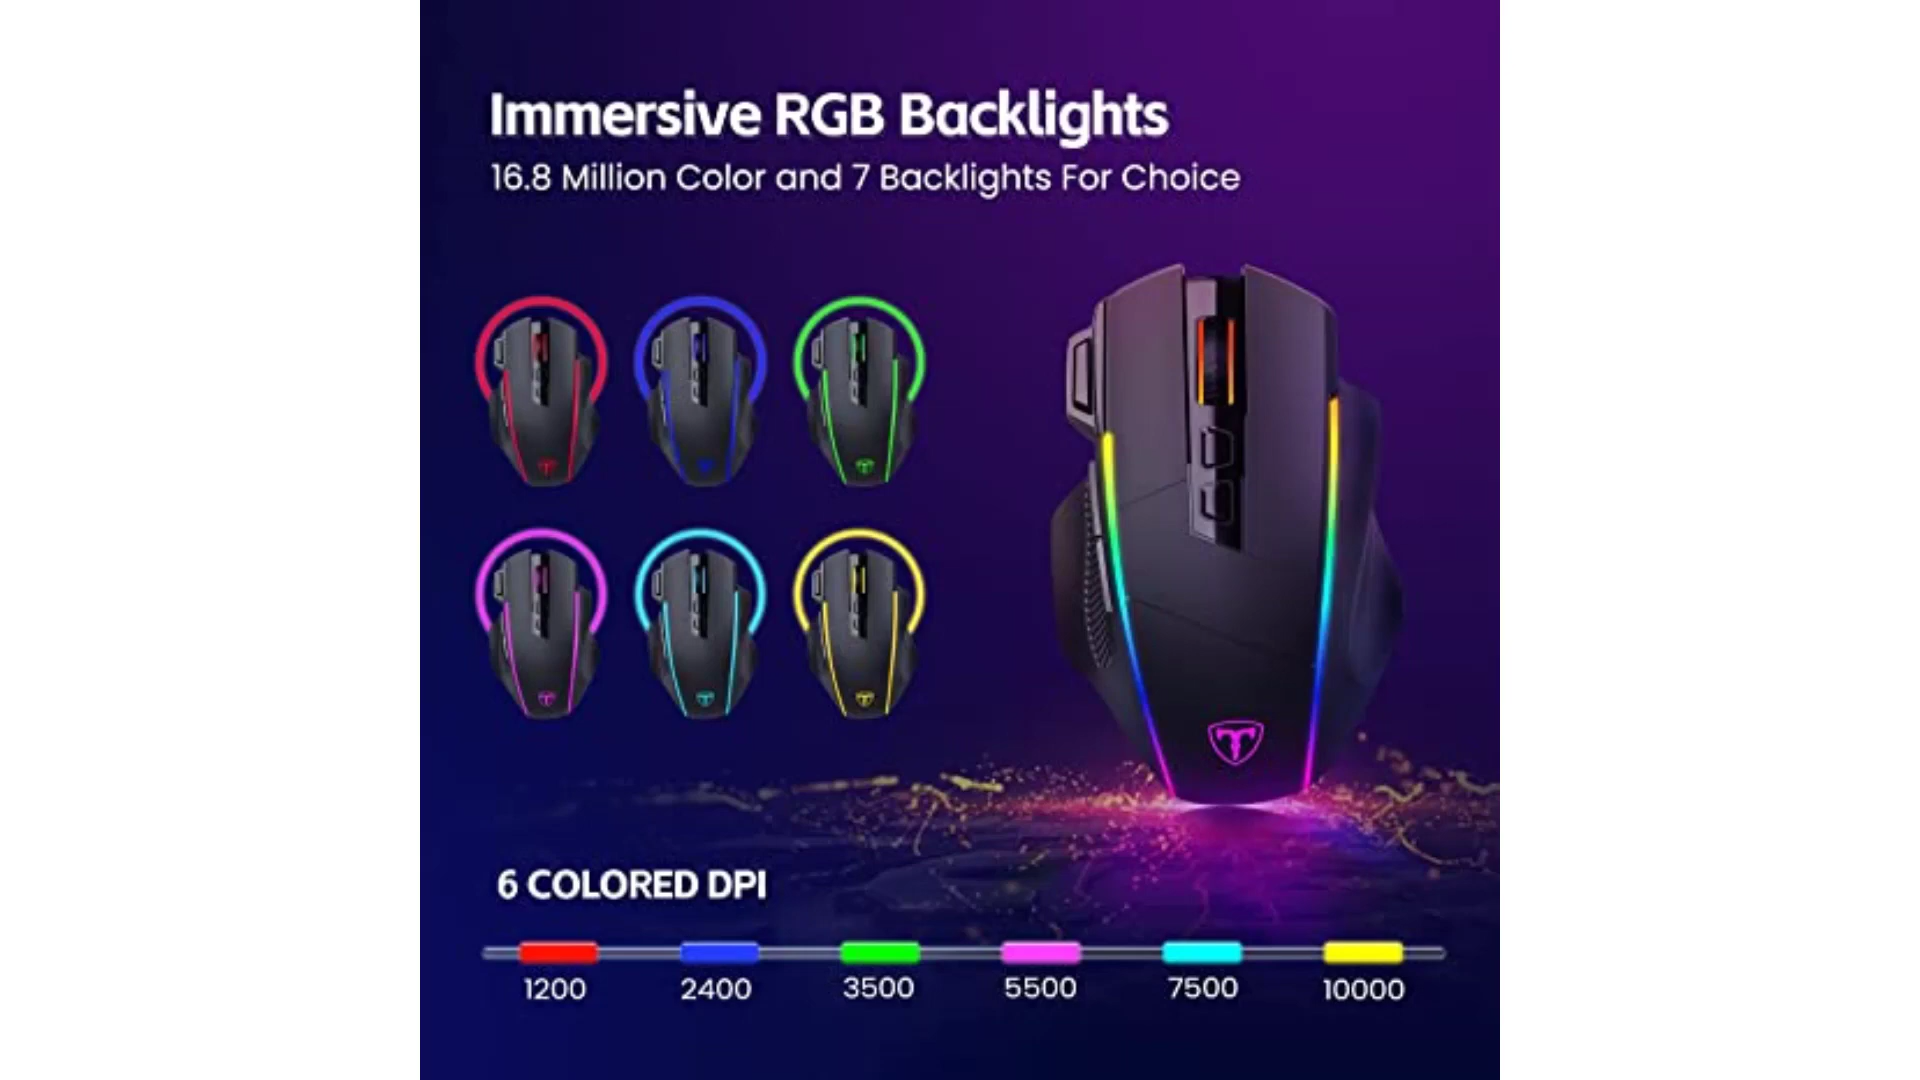 Immersive RGB Backlights
16.8 Million Color and 7 Backlights For Choice
6 COLORED DPI
1200 2400 3500 5500 7500 10000